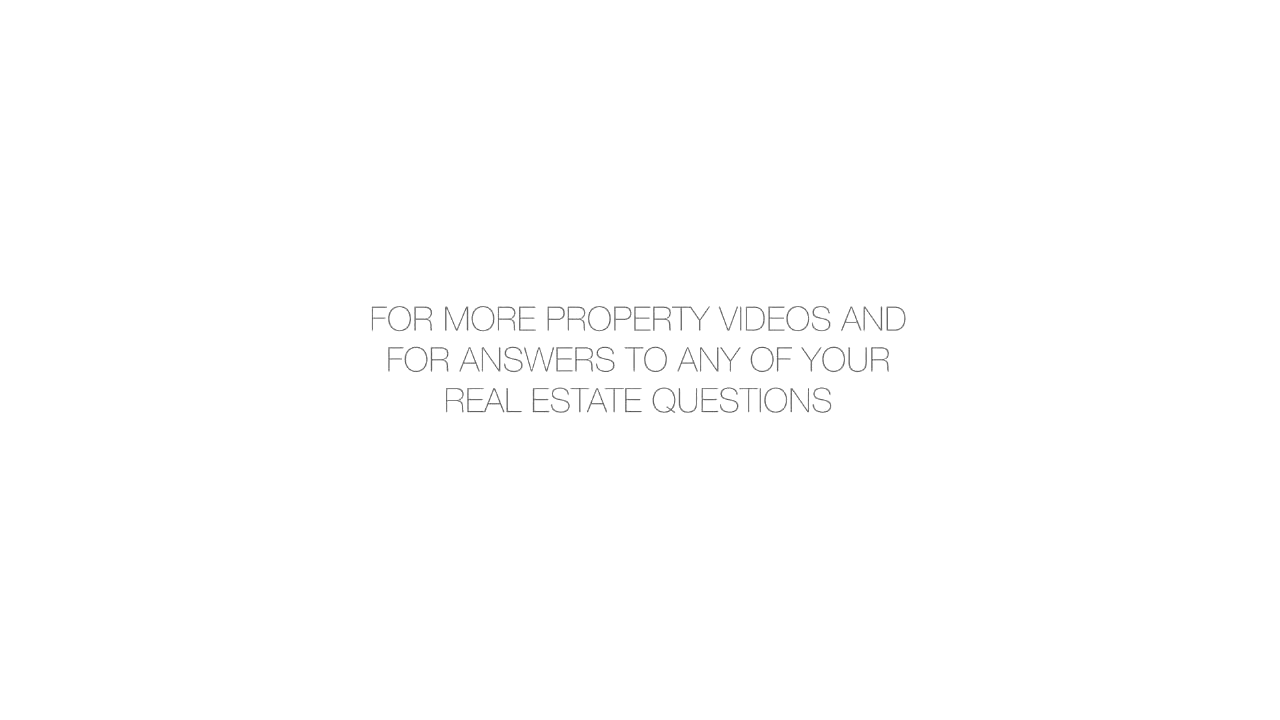 FOR MORE PROPERTY VIDEOS AND
FOR ANSWERS TO ANY OF YOUR
REAL ESTATE QUESTIONS